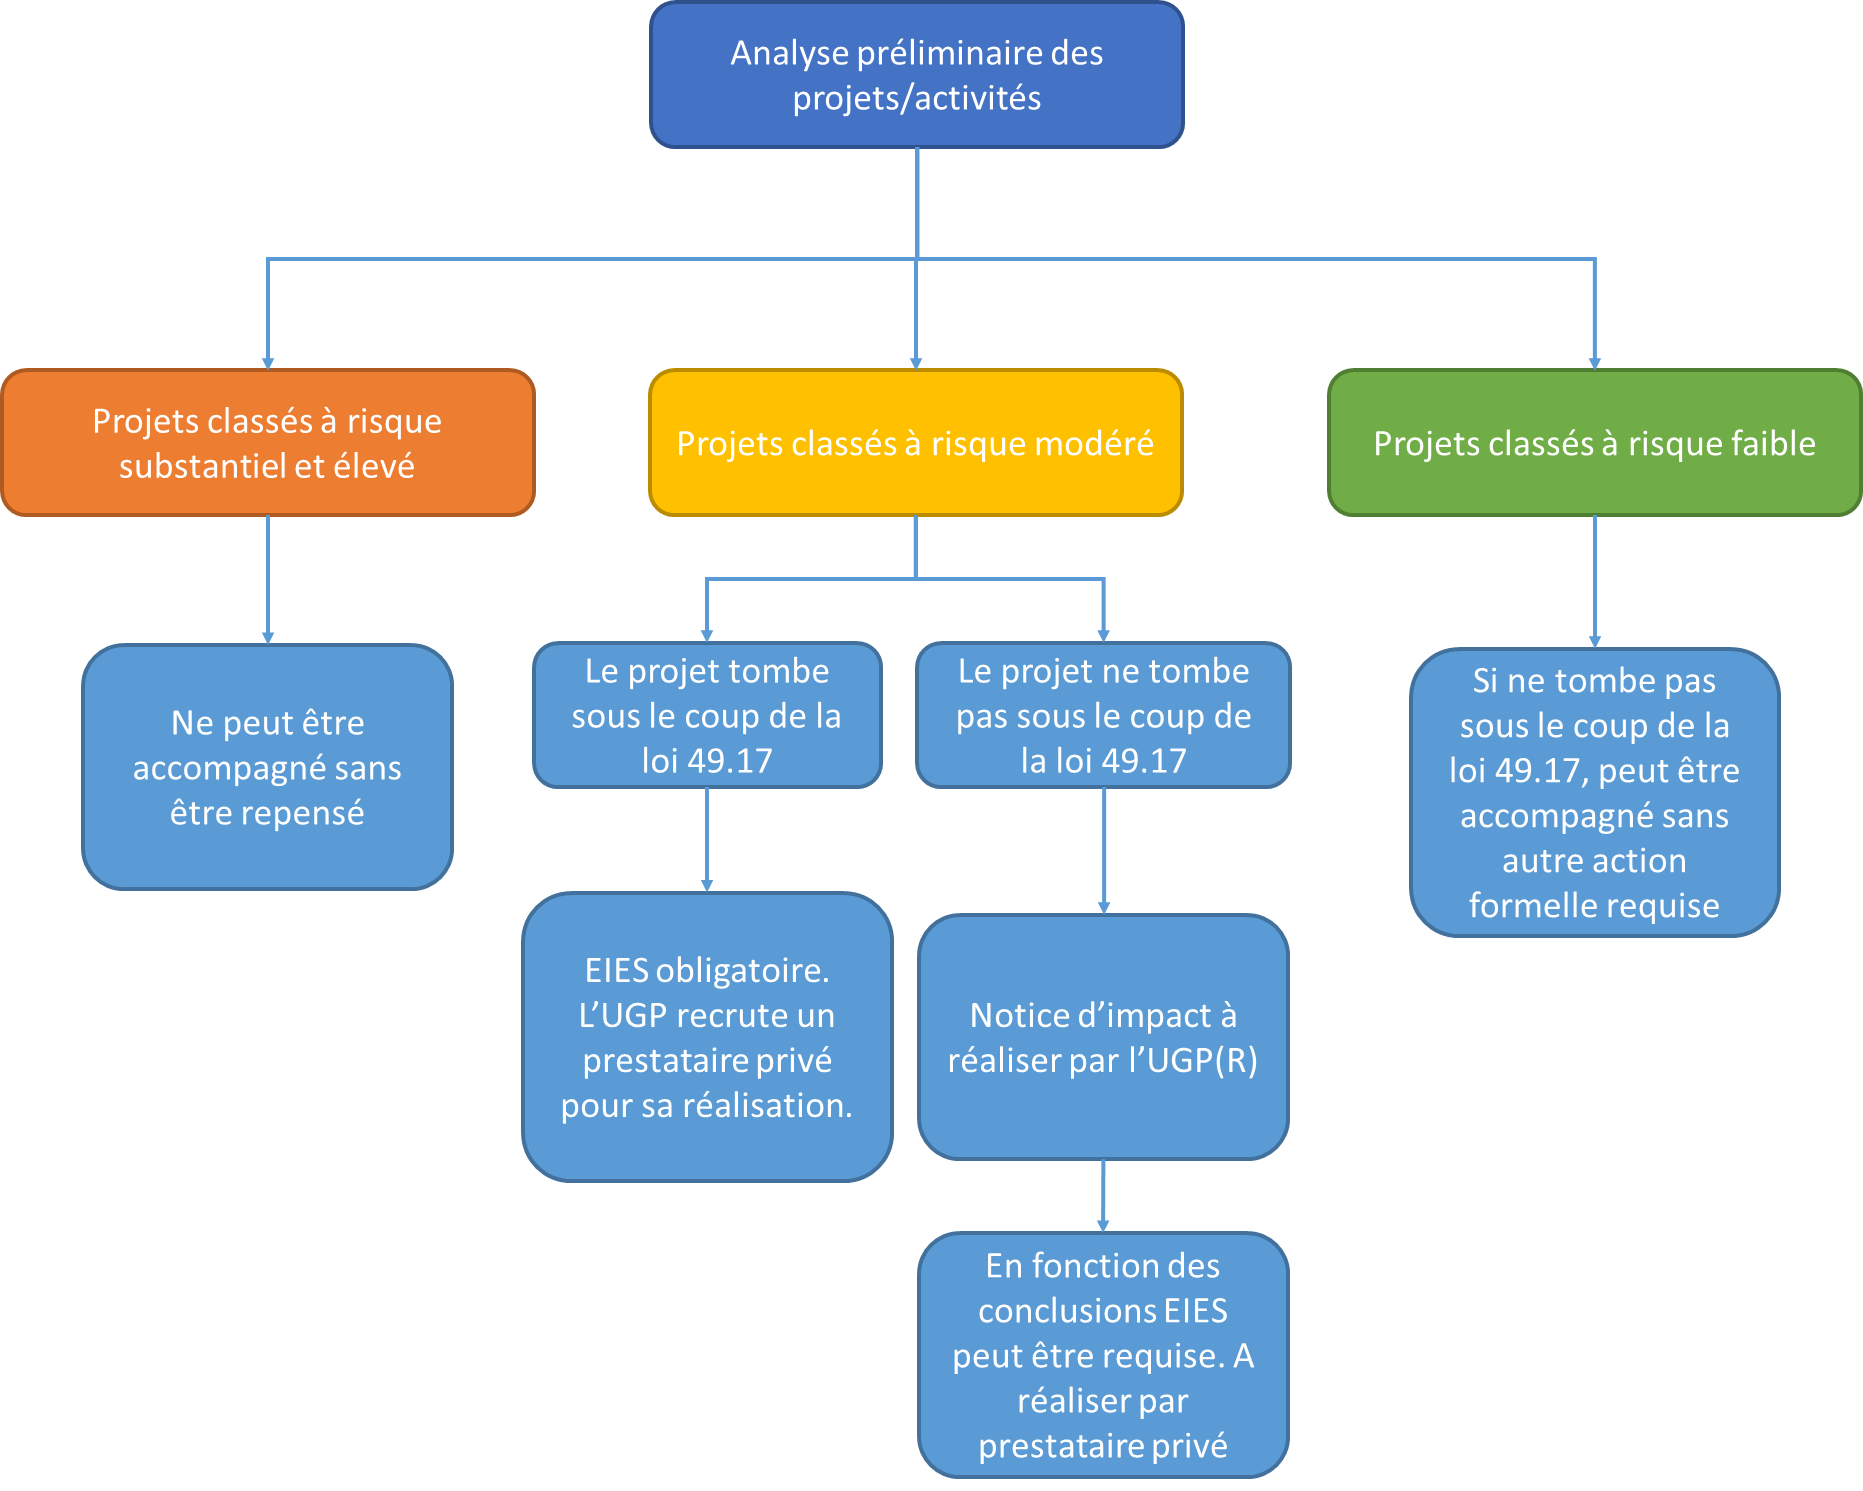 Analyse préliminaire des
projets/activités
Projets classés à risque
substantiel et élevé
Projets classés à risque modéré
Projets classés à risque faible
Ne peut être
accompagné sans
être repensé
Le projet tombe
sous le coup de la
loi 49.17
Le projet ne tombe
pas sous le coup de
la loi 49.17
Si ne tombe pas
sous le coup de la
loi 49.17, peut être
accompagné sans
autre action
formelle requise
EIES obligatoire.
L’UGP recrute un
prestataire privé
pour sa réalisation.
Notice d’impact à
réaliser par l’UGP(R)
En fonction des
conclusions EIES
peut être requise. A
réaliser par
prestataire privé